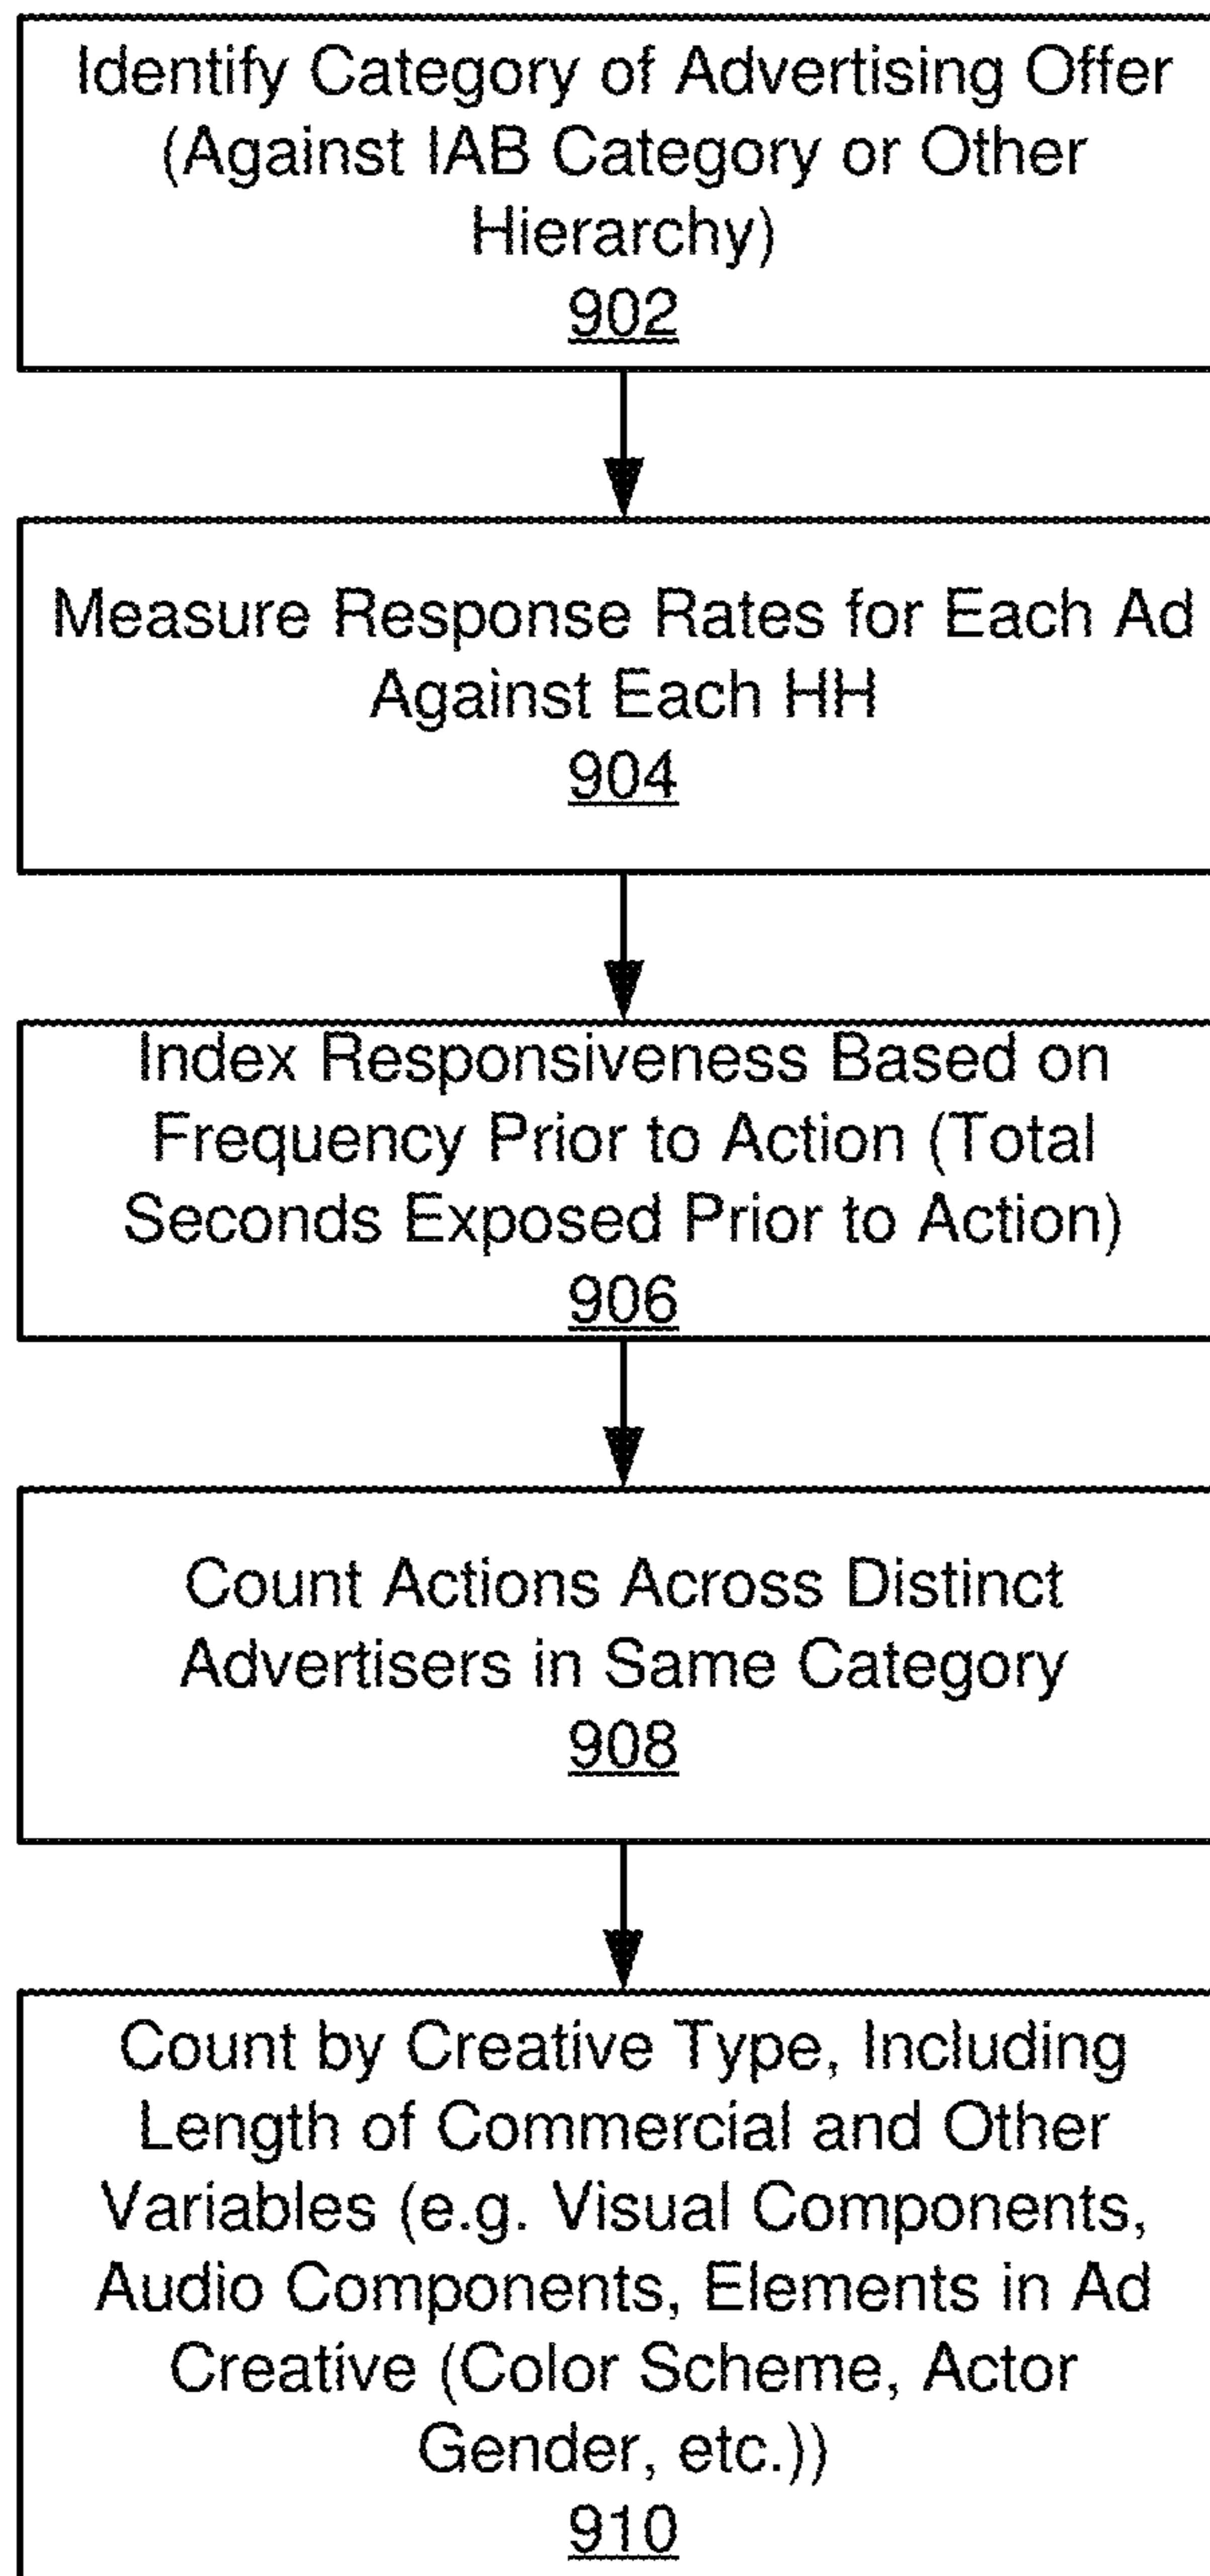 Identify Category of Advertising Offer
(Against IAB Category or Other
Hierarchy)
902
Measure Response Rates for Each Ad
Against Each HH
904
Index Responsiveness Based on
Frequency Prior to Action (Total
Seconds Exposed Prior to Action)
906
Count Actions Across Distinct
Advertisers in Same Category
908
Count by Creative Type, Including
Length of Commercial and Other
Variables (e.g. Visual Components,
Audio Components, Elements in Ad
Creative (Color Scheme, Actor
Gender, etc.))
910